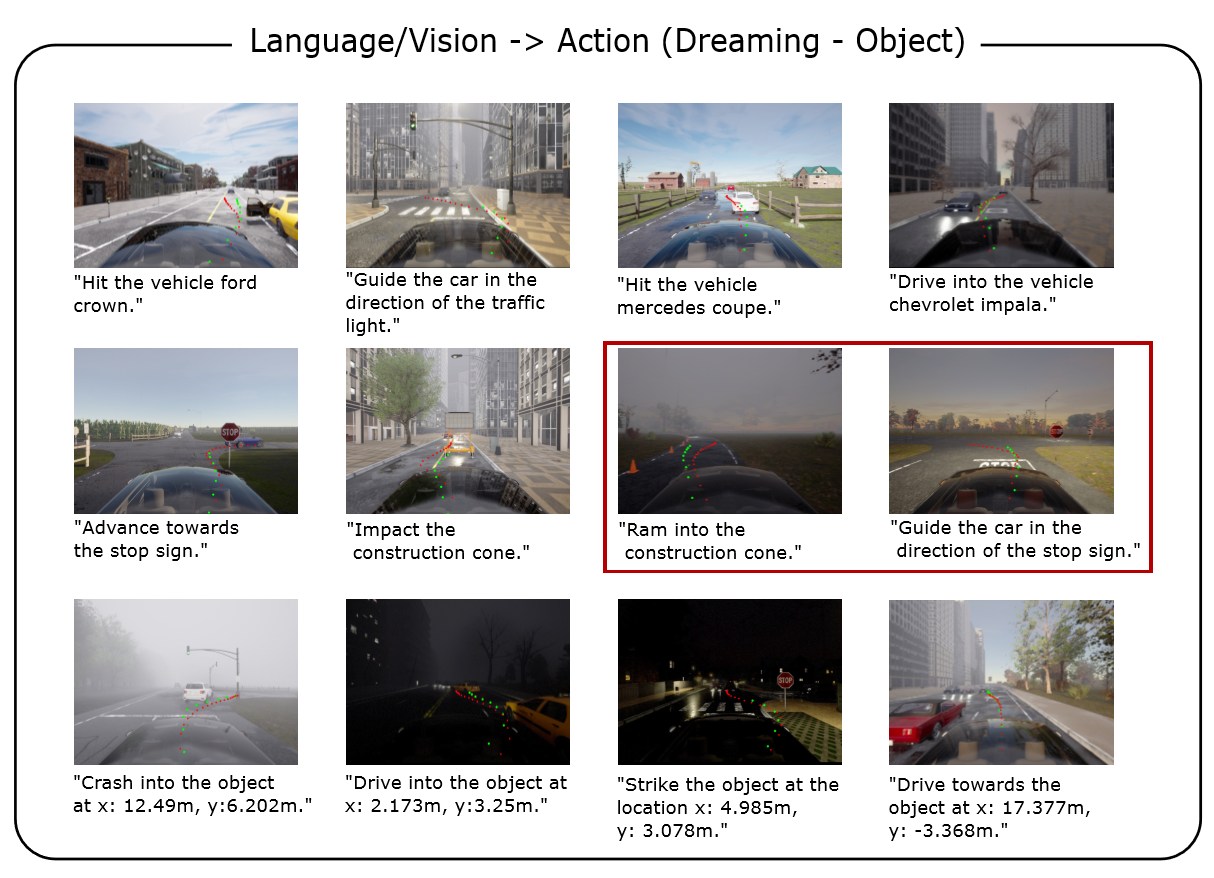 Language/Vision -> Action (Dreaming - Object)
"Hit the vehicle ford
crown."
"Guide the car in the
direction of the traffic
light."
"Hit the vehicle
mercedes coupe."
"Drive into the vehicle
chevrolet impala."
STOP
"Advance towards
the stop sign."
"Impact the
construction cone."
"Ram into the
construction cone."
STOP
"Guide the car in the
direction of the stop sign."
"Crash into the object
at x: 12.49m, y:6.202m."
"Drive into the object at
x: 2.173m, y:3.25m."
STOP
"Strike the object at the
location x: 4.985m,
y: 3.078m."
"Drive towards the
object at x: 17.377m,
y: -3.368m."